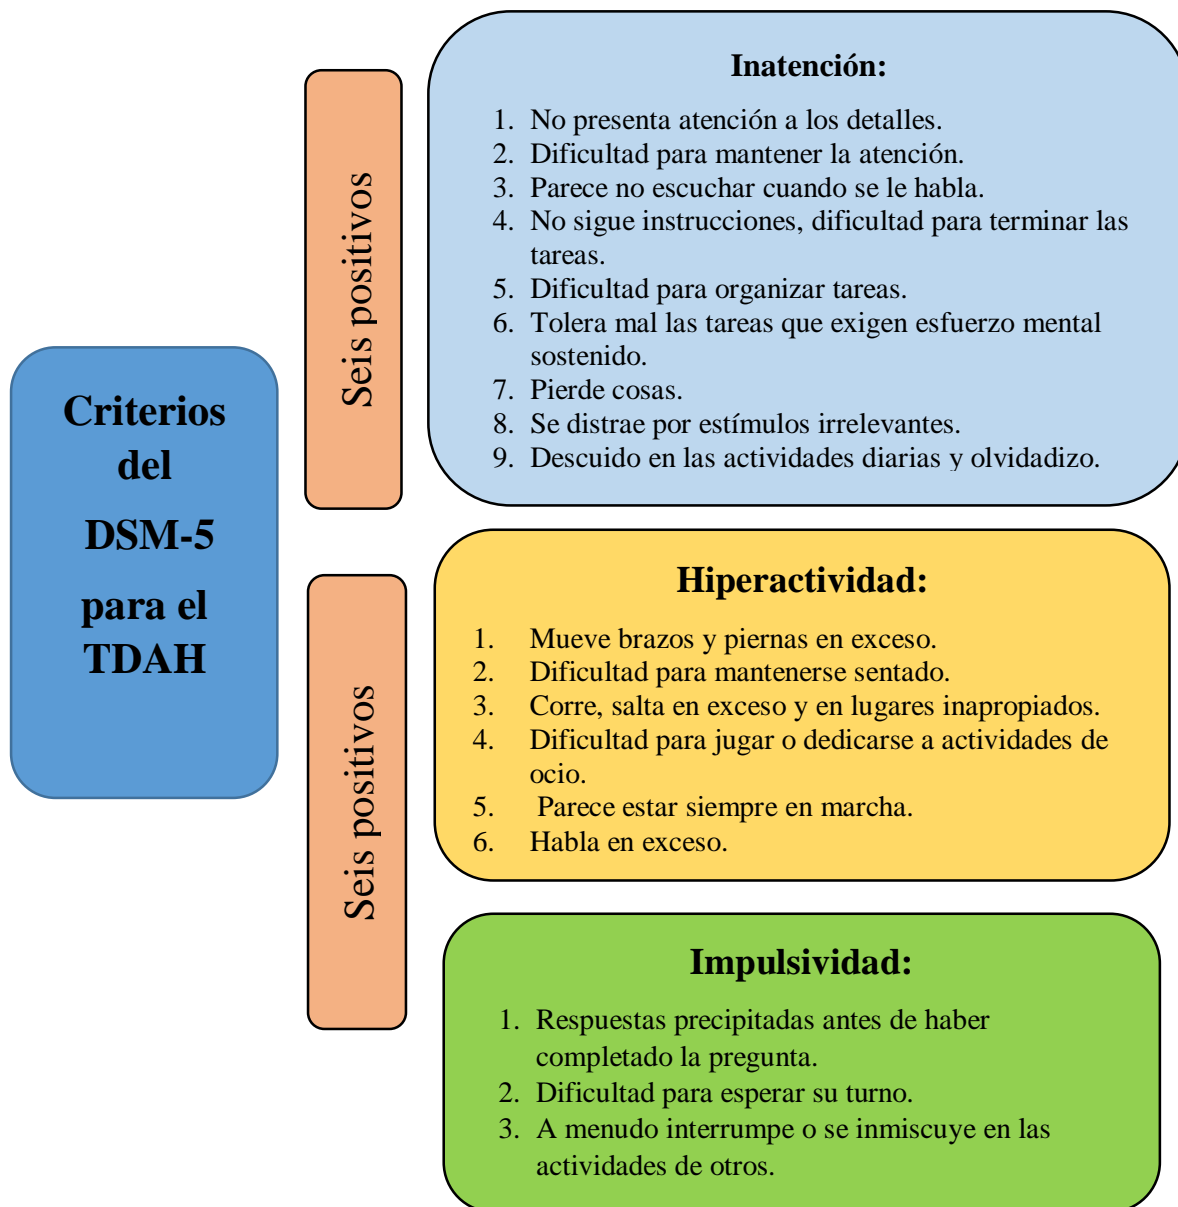 Criterios
del
DSM-5
para el
TDAH
Seis positivos
Inatención:
1. No presenta atención a los detalles.
2. Dificultad para mantener la atención.
3. Parece no escuchar cuando se le habla.
4. No sigue instrucciones, dificultad para terminar las
tareas.
5. Dificultad para organizar tareas.
6. Tolera mal las tareas que exigen esfuerzo mental
sostenido.
7. Pierde cosas.
8. Se distrae por estímulos irrelevantes.
9. Descuido en las actividades diarias y olvidadizo.
Seis positivos
Hiperactividad:
1. Mueve brazos y piernas en exceso.
2. Dificultad para mantenerse sentado.
3. Corre, salta en exceso y en lugares inapropiados.
4. Dificultad para jugar o dedicarse a actividades de
ocio.
5. Parece estar siempre en marcha.
6. Habla en exceso.
Impulsividad:
1. Respuestas precipitadas antes de haber
completado la pregunta.
2. Dificultad para esperar su turno.
3. A menudo interrumpe o se inmiscuye en las
actividades de otros.